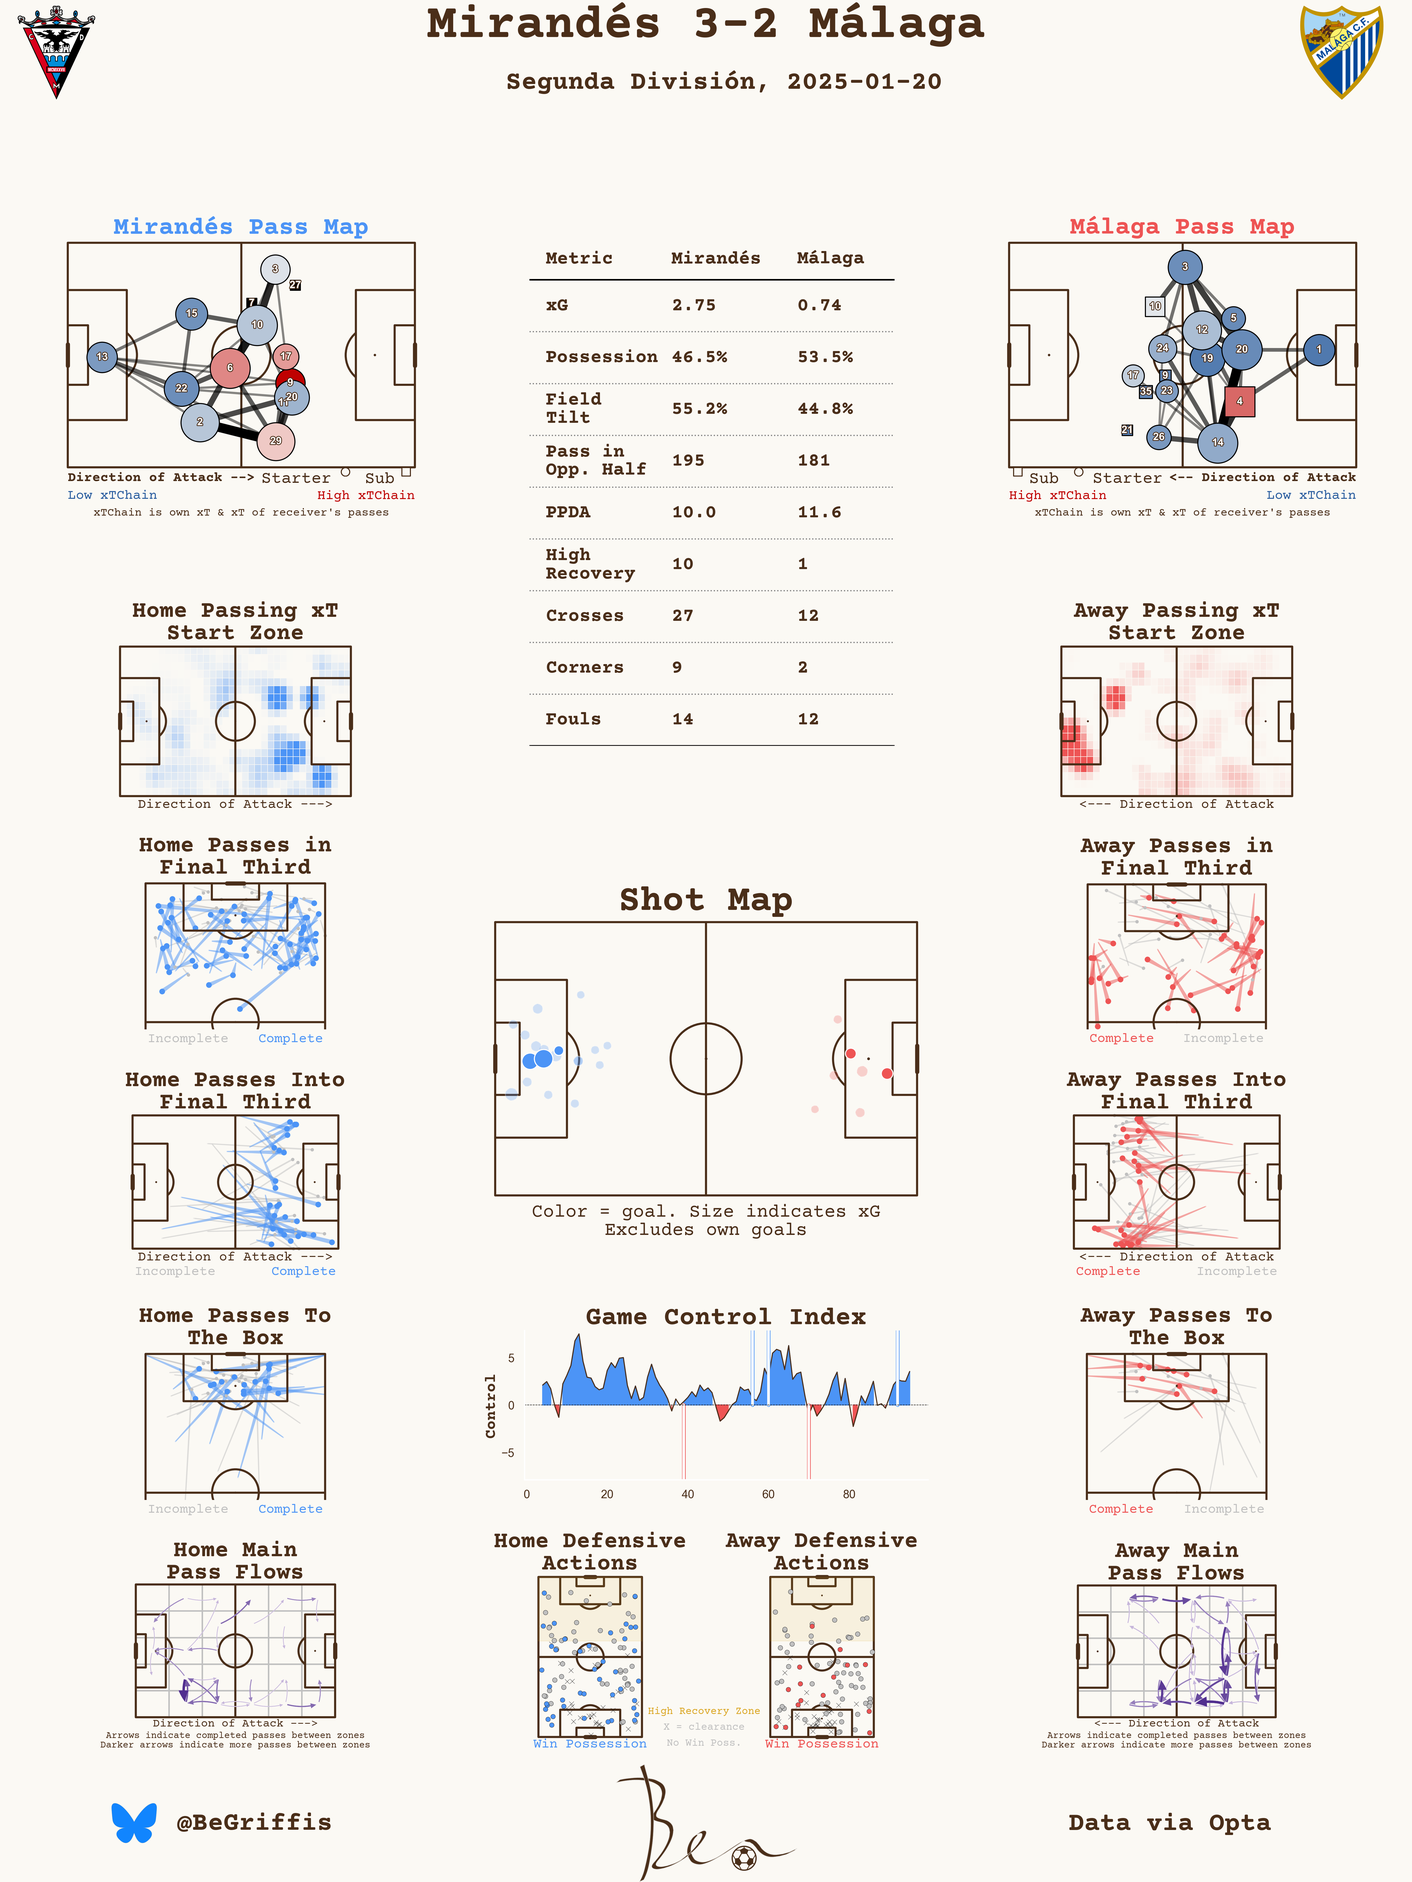 Mirandés 3-2 Málaga
Segunda División, 2025-01-20
MALAGA C.F.
Mirandés Pass Map
3
27
7
15
10
13
17
6
9
22
20
11
2
29
Direction of Attack --> Starter Sub
Low xTChain High xTChain
xTChain is own xT & xT of receiver's passes
Metric Mirandés Málaga
xG 2.75 0.74
Possession 46.5% 53.5%
Field
Tilt 55.2% 44.8%
Pass in
Opp. Half 195 181
PPDA 10.0 11.6
High
Recovery 10 1
Crosses 27 12
Corners 9 2
Fouls 14 12
Málaga Pass Map
3
10
5
12
24
20
1
19
17
9
35
23
4
21
26
14
Sub Starter <-- Direction of Attack
High xTChain Low xTChain
xTChain is own xT & xT of receiver's passes
Home Passing xT
Start Zone
Direction of Attack --->
Away Passing xT
Start Zone
<--- Direction of Attack
Home Passes in
Final Third
Incomplete Complete
Away Passes in
Final Third
Complete Incomplete
Shot Map
Color = goal. Size indicates xG
Excludes own goals
Home Passes Into
Final Third
Direction of Attack --->
Incomplete Complete
Away Passes Into
Final Third
<--- Direction of Attack
Complete Incomplete
Home Passes To
The Box
Incomplete Complete
Game Control Index
Control
5
0
−5
0 20 40 60 80
Away Passes To
The Box
Complete Incomplete
Home Main
Pass Flows
Direction of Attack --->
Arrows indicate completed passes between zones
Darker arrows indicate more passes between zones
Home Defensive
Actions
Win Possession
High Recovery Zone
X = clearance
No Win Poss.
Away Defensive
Actions
Win Possession
Away Main
Pass Flows
<--- Direction of Attack
Arrows indicate completed passes between zones
Darker arrows indicate more passes between zones
@BeGriffis
Ben
Data via Opta